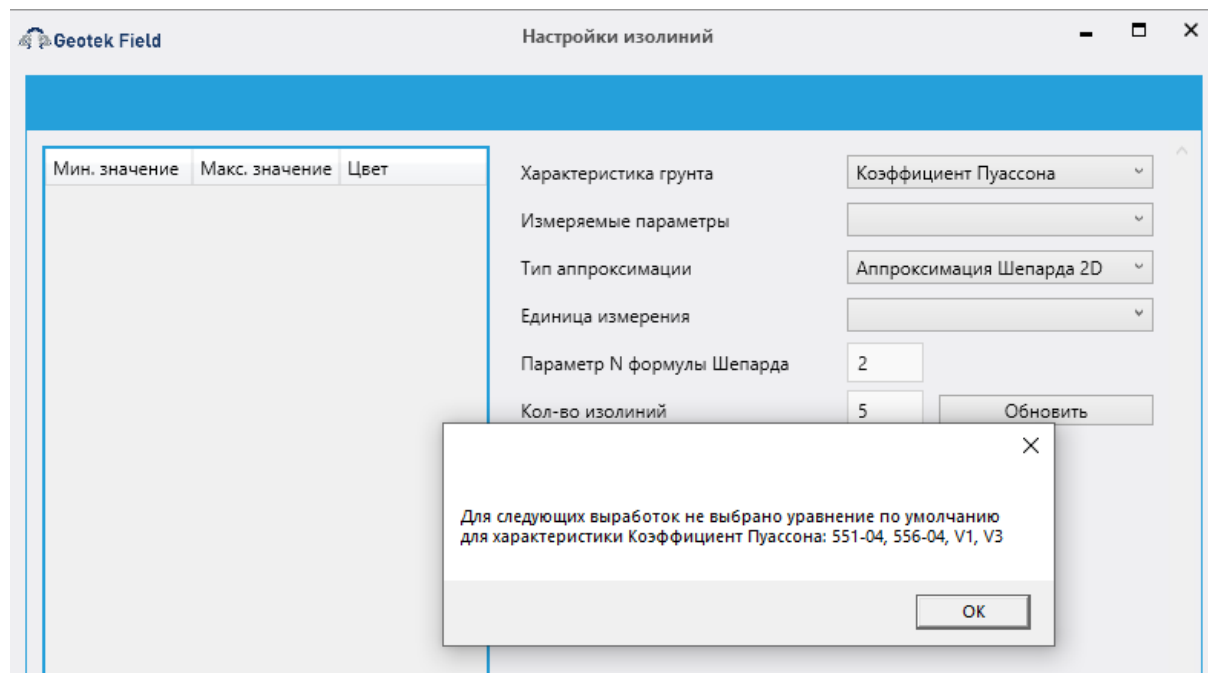 Geotek Field
Настройки изолиний
Мин. значение Макс. значение Цвет
Характеристика грунта Коэффициент Пуассона
Измеряемые параметры
Тип аппроксимации Аппроксимация Шепарда 2D
Единица измерения
Параметр N формулы Шепарда 2
Кол-во изолиний 5 Обновить
Для следующих выработок не выбрано уравнение по умолчанию
для характеристики Коэффициент Пуассона: 551-04, 556-04, V1, V3
ОК